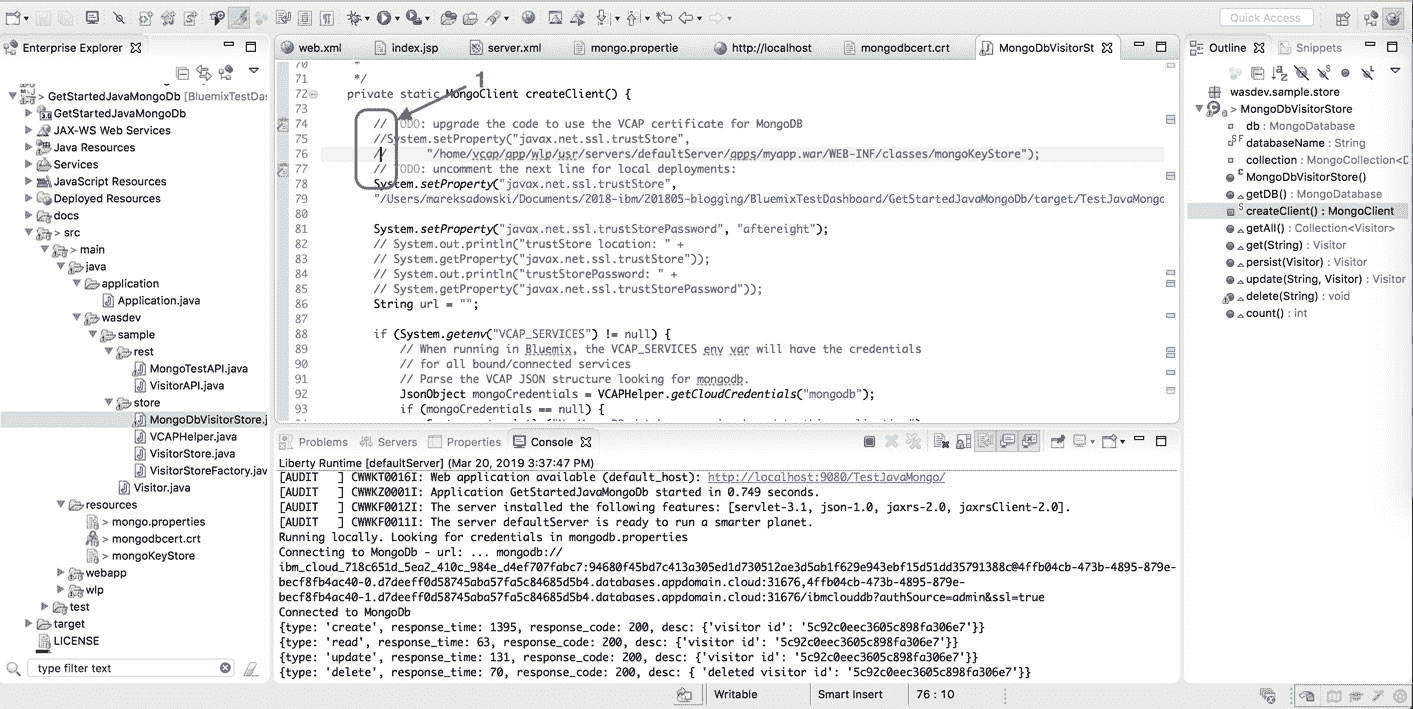 Quick Access
Enterprise Explorer
> GetStartedJavaMongoDb [BluemixTestDas
GetStartedJavaMongoDb
JAX-WS Web Services
Java Resources
Services
JavaScript Resources
Deployed Resources
docs
> src
> main
java
application
Application.java
wasdev
sample
rest
MongoTestAPI.java
VisitorAPI.java
store
MongoDbVisitorStore.j
VCAPHelper.java
VisitorStore.java
VisitorStoreFactory.jav
Visitor.java
resources
> mongo.properties
> mongodbcert.crt
> mongoKeyStore
webapp
wlp
test
target
LICENSE
type filter text
web.xml
index.jsp
server.xml
mongo.propertie
http://localhost
mongodbcert.crt
MongoDbVisitorSt
1
70 *
71 */
72 private static MongoClient createClient() {
73
74 // TODO: upgrade the code to use the VCAP certificate for MongoDB
75 //System.setProperty("javax.net.ssl.trustStore",
76 // "/home/vcap/app/wlp/usr/servers/defaultServer/apps/myapp.war/WEB-INF/classes/mongoKeyStore");
77 // TODO: uncomment the next line for local deployments:
78 System.setProperty("javax.net.ssl.trustStore",
79 "/Users/mareksadowski/Documents/2018-ibm/201805-blogging/BluemixTestDashboard/GetStartedJavaMongoDb/target/TestJavaMongo
80
81 System.setProperty("javax.net.ssl.trustStorePassword", "aftereight");
82 // System.out.println("trustStore location: " +
83 // System.getProperty("javax.net.ssl.trustStore"));
84 // System.out.println("trustStorePassword: " +
85 // System.getProperty("javax.net.ssl.trustStorePassword"));
86 String url = "";
87
88 if (System.getenv("VCAP_SERVICES") != null) {
89 // When running in Bluemix, the VCAP_SERVICES env var will have the credentials
90 // for all bound/connected services
91 // Parse the VCAP JSON structure looking for mongodb.
92 JsonObject mongoCredentials = VCAPHelper.getCloudCredentials("mongodb");
93 if (mongoCredentials == null) {
Problems
Servers
Properties
Console
Liberty Runtime [defaultServer] (Mar 20, 2019 3:37:47 PM)
[AUDIT ] CWWKT0016I: Web application available (default_host): http://localhost:9080/TestJavaMongo/
[AUDIT ] CWWKZ0001I: Application GetStartedJavaMongoDb started in 0.749 seconds.
[AUDIT ] CWWKF0012I: The server installed the following features: [servlet-3.1, json-1.0, jaxrs-2.0, jaxrsClient-2.0].
[AUDIT ] CWWKF0011I: The server defaultServer is ready to run a smarter planet.
Running locally. Looking for credentials in mongodb.properties
Connecting to MongoDb - url: ... mongodb://
ibm_cloud_718c651d_5ea2_410c_984e_d4ef707fabc7:94680f45bd7c413a305ed1d730512ae3d5ab1f629e943ebf15d51dd35791388c@4ffb04cb-473b-4895-879e-
becf8fb4ac40-0.d7deeff0d58745aba57fa5c84685d5b4.databases.appdomain.cloud:31676,4ffb04cb-473b-4895-879e-
becf8fb4ac40-1.d7deeff0d58745aba57fa5c84685d5b4.databases.appdomain.cloud:31676/ibmclouddb?authSource=admin&ssl=true
Connected to MongoDb
{type: 'create', response_time: 1395, response_code: 200, desc: {'visitor id': '5c92c0eec3605c898fa306e7'}}
{type: 'read', response_time: 63, response_code: 200, desc: {'visitor id': '5c92c0eec3605c898fa306e7'}}
{type: 'update', response_time: 131, response_code: 200, desc: {'visitor id': '5c92c0eec3605c898fa306e7'}}
{type: 'delete', response_time: 70, response_code: 200, desc: { 'deleted visitor id': '5c92c0eec3605c898fa306e7'}}
Outline
Snippets
wasdev.sample.store
> MongoDbVisitorStore
db : MongoDatabase
databaseName : String
collection : MongoCollection<D
MongoDbVisitorStore()
getDB() : MongoDatabase
createClient() : MongoClient
getAll() : Collection<Visitor>
get(String) : Visitor
persist(Visitor) : Visitor
update(String, Visitor) : Visitor
delete(String) : void
count() : int
Writable
Smart Insert
76 : 10